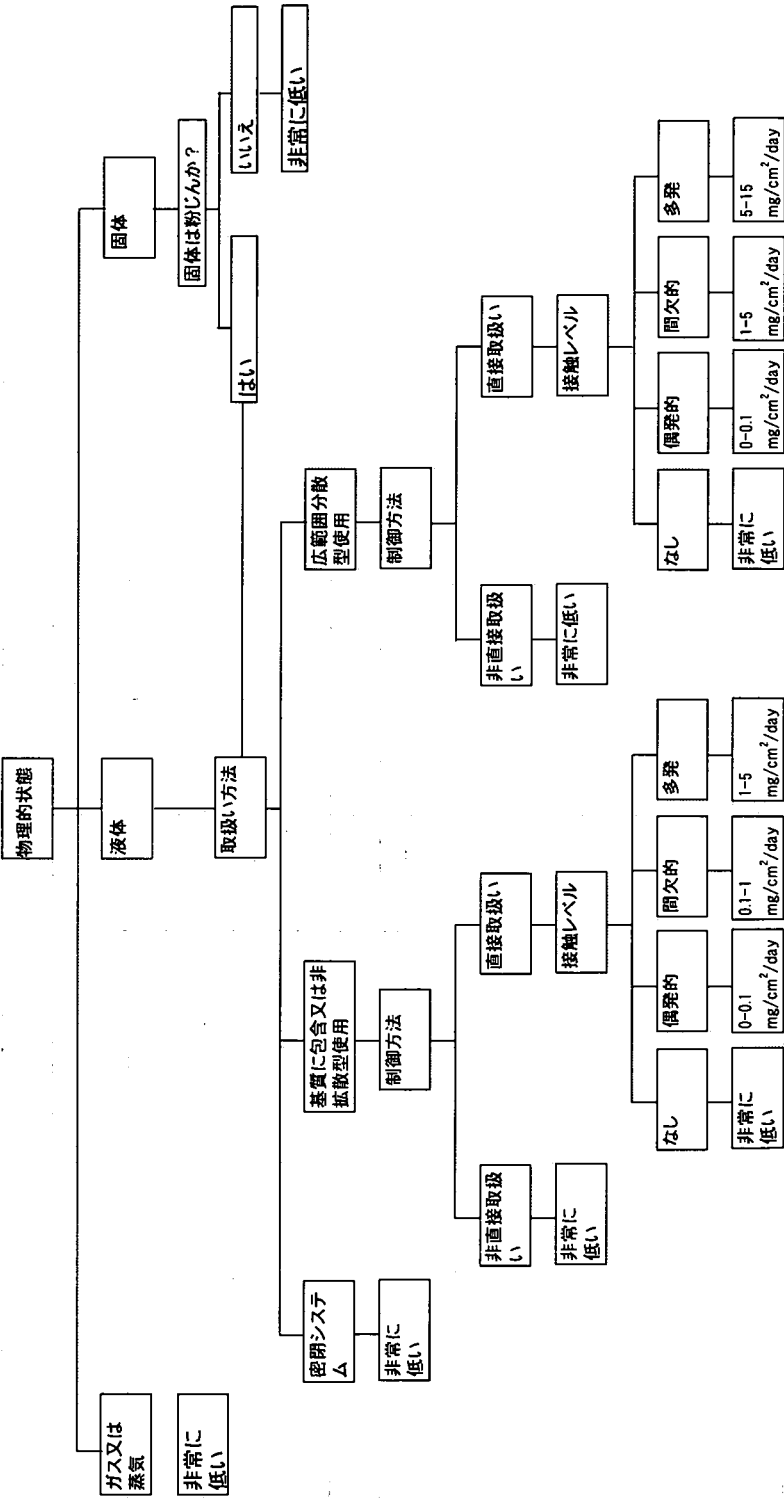 物理的状態
ガス又は
蒸気
液体
固体
非常に
低い
固体は粉じんか？
取扱い方法
はい
いいえ
非常に低い
密閉システ
ム
基質に包含又は非
拡散型使用
広範囲分散
型使用
非常に
低い
制御方法
制御方法
非直接取扱
い
直接取扱い
非直接取扱
い
直接取扱い
非常に
低い
接触レベル
非常に低い
接触レベル
なし
偶発的
間欠的
多発
なし
偶発的
間欠的
多発
非常に
低い
0-0.1
mg/cm²/day
0.1-1
mg/cm²/day
1-5
mg/cm²/day
非常に
低い
0-0.1
mg/cm²/day
1-5
mg/cm²/day
5-15
mg/cm²/day